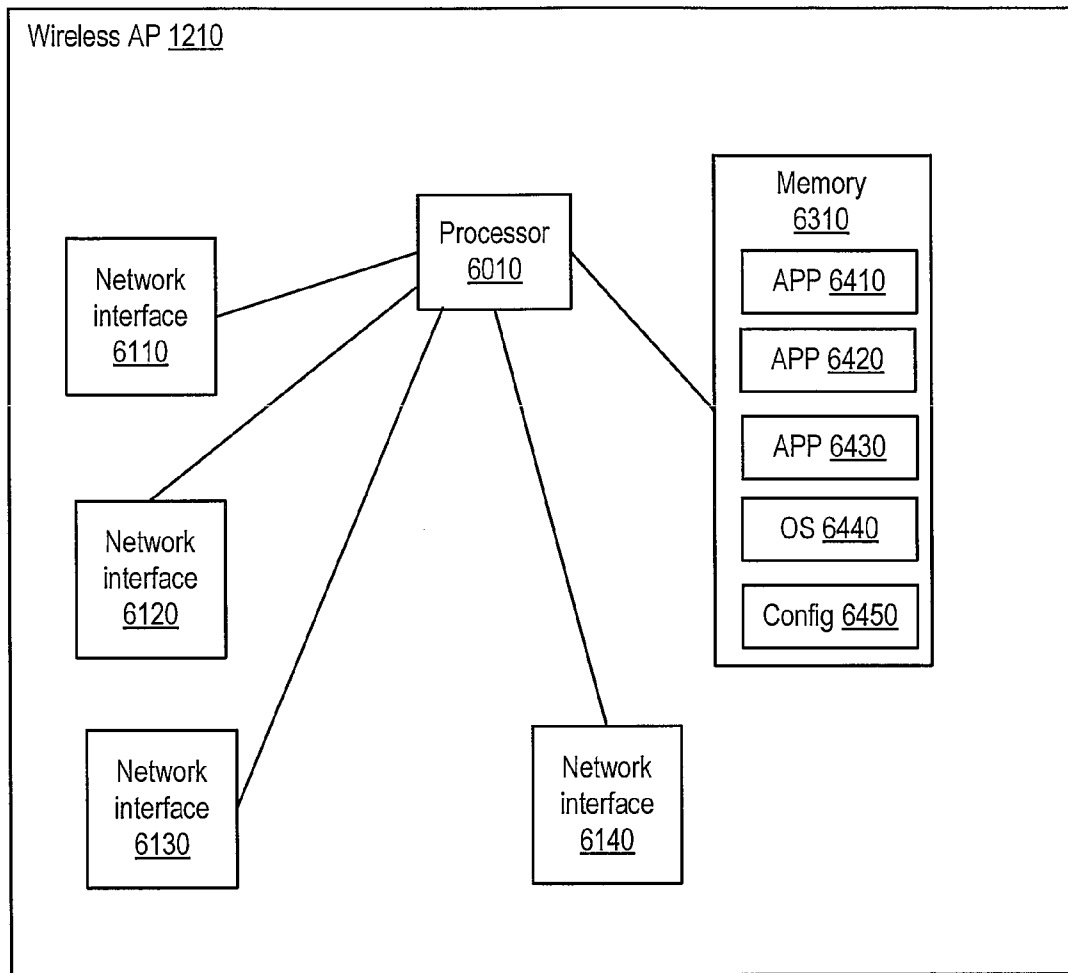 Wireless AP 1210
Processor
6010
Memory
6310
APP 6410
APP 6420
APP 6430
OS 6440
Config 6450
Network
interface
6110
Network
interface
6120
Network
interface
6130
Network
interface
6140